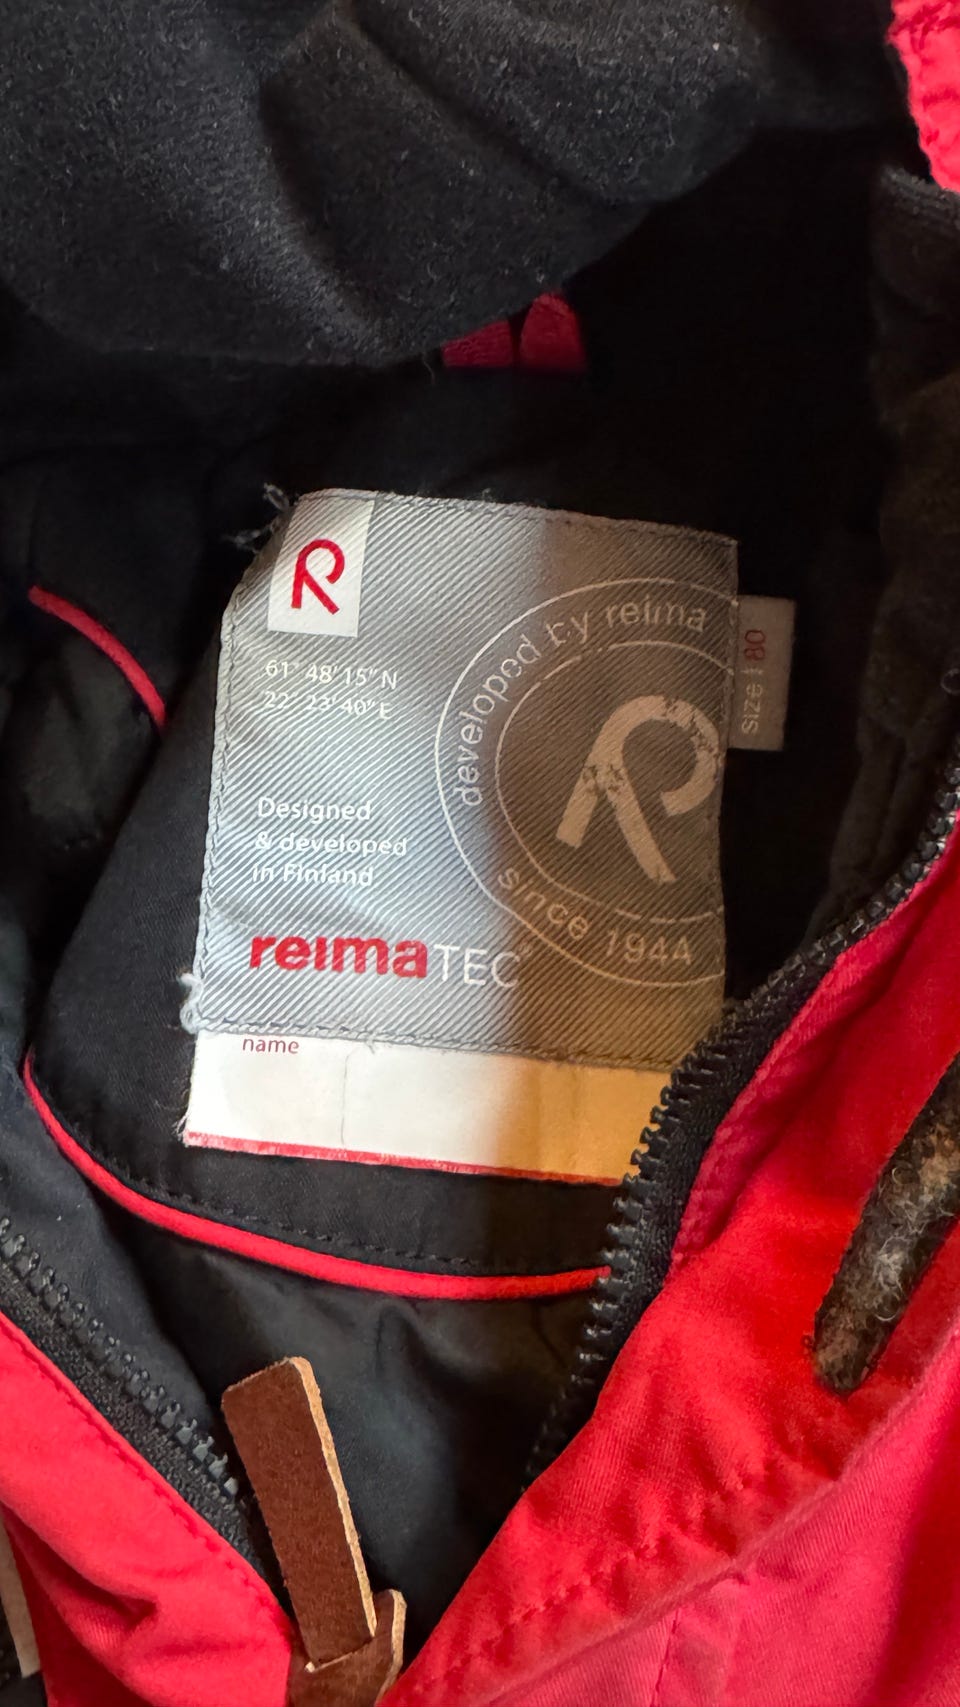 R
61° 48' 15" N
22° 23' 40" E
Designed
& developed
in Finland
reimaTEC®
developed by reima
R
since 1944
size | 80
name